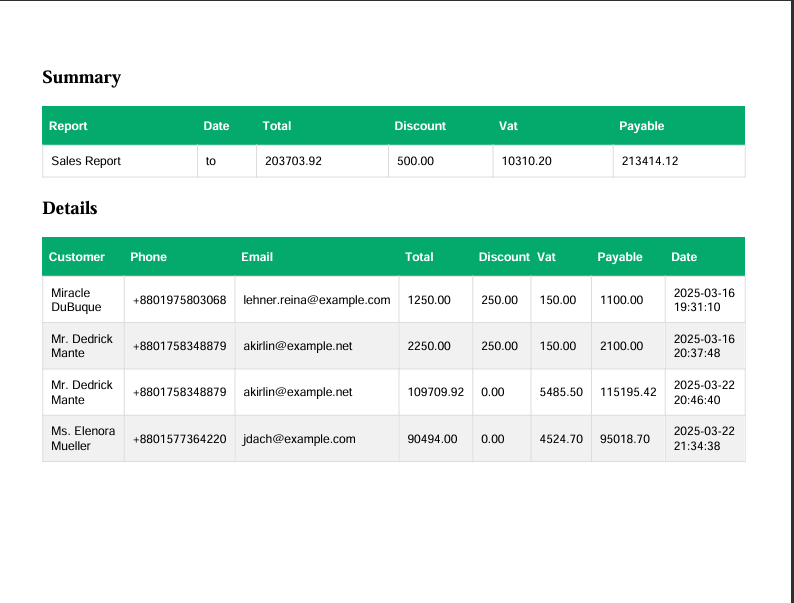 Summary
Report Date Total Discount Vat Payable
Sales Report to 203703.92 500.00 10310.20 213414.12
Details
Customer Phone Email Total Discount Vat Payable Date
Miracle DuBuque +8801975803068 lehner.reina@example.com 1250.00 250.00 150.00 1100.00 2025-03-16 19:31:10
Mr. Dedrick Mante +8801758348879 akirlin@example.net 2250.00 250.00 150.00 2100.00 2025-03-16 20:37:48
Mr. Dedrick Mante +8801758348879 akirlin@example.net 109709.92 0.00 5485.50 115195.42 2025-03-22 20:46:40
Ms. Elenora Mueller +8801577364220 jdach@example.com 90494.00 0.00 4524.70 95018.70 2025-03-22 21:34:38